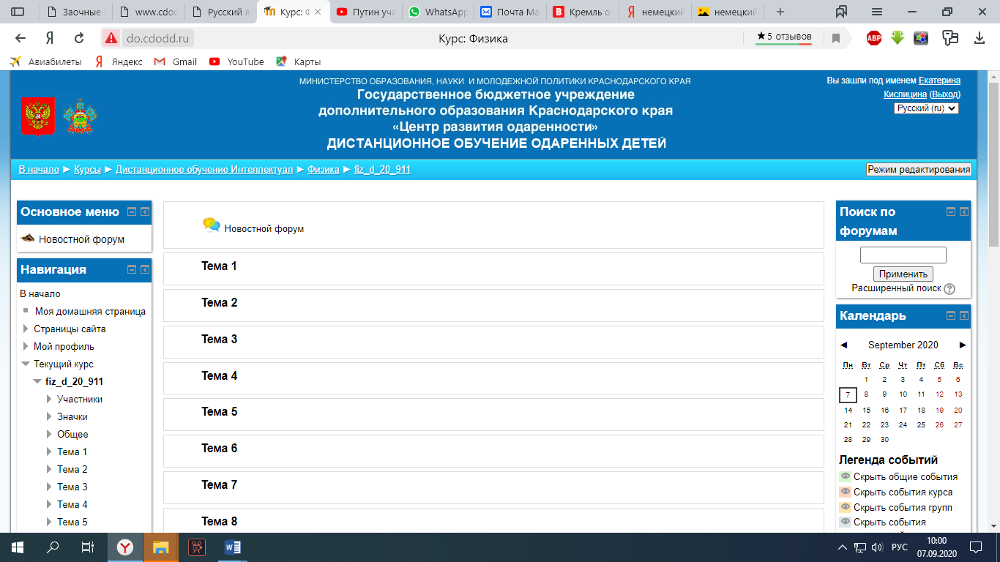 Заочные
www.cdoc
Русский я
Курс: Ф
Путин уча
WhatsApp
Почта Ma
Кремль о
немецкий
немецкий
do.cdodd.ru
Курс: Физика
★5 отзывов
ABP
Авиабилеты
Яндекс
Gmail
YouTube
Карты
МИНИСТЕРСТВО ОБРАЗОВАНИЯ, НАУКИ И МОЛОДЕЖНОЙ ПОЛИТИКИ КРАСНОДАРСКОГО КРАЯ
Государственное бюджетное учреждение
дополнительного образования Краснодарского края
«Центр развития одаренности»
ДИСТАНЦИОННОЕ ОБУЧЕНИЕ ОДАРЕННЫХ ДЕТЕЙ
Вы зашли под именем Екатерина
Кислицина (Выход)
Русский (ru)
В начало ► Курсы ► Дистанционное обучение Интеллектуал ► Физика ► fiz_d_20_911
Режим редактирования
Основное меню
Новостной форум
Навигация
В начало
Моя домашняя страница
Страницы сайта
Мой профиль
Текущий курс
fiz_d_20_911
Участники
Значки
Общее
Тема 1
Тема 2
Тема 3
Тема 4
Тема 5
Новостной форум
Тема 1
Тема 2
Тема 3
Тема 4
Тема 5
Тема 6
Тема 7
Тема 8
Поиск по
форумам
Применить
Расширенный поиск
Календарь
◄ September 2020 ►
Пн Вт Ср Чт Пт Сб Вс
1 2 3 4 5 6
7 8 9 10 11 12 13
14 15 16 17 18 19 20
21 22 23 24 25 26 27
28 29 30
Легенда событий
Скрыть общие события
Скрыть события курса
Скрыть события групп
Скрыть события
РУС
10:00
07.09.2020